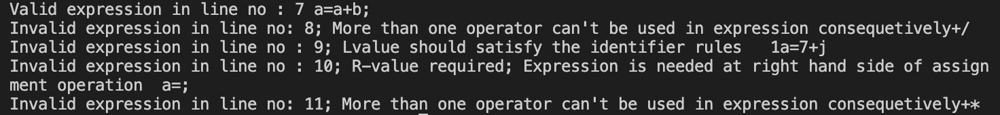 Valid expression in line no : 7 a=a+b;
Invalid expression in line no: 8; More than one operator can't be used in expression consequetively+/
Invalid expression in line no : 9; Lvalue should satisfy the identifier rules   1a=7+j
Invalid expression in line no : 10; R-value required; Expression is needed at right hand side of assign
ment operation  a=;
Invalid expression in line no: 11; More than one operator can't be used in expression consequetively+*